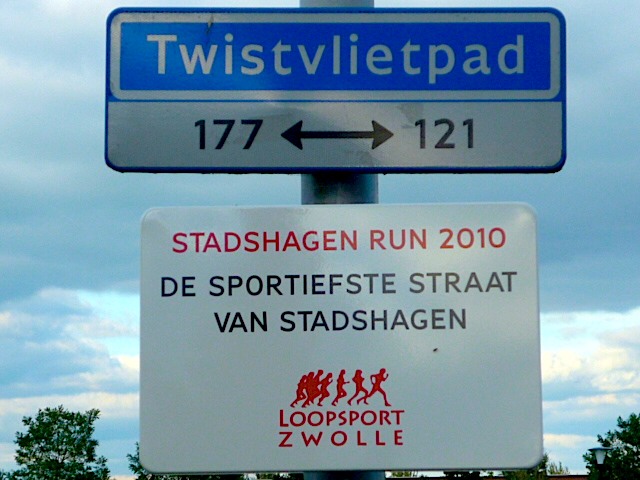 Twistvlietpad
177 ↔ 121
STADSHAGEN RUN 2010
DE SPORTIEFSTE STRAAT
VAN STADSHAGEN
LOOPSPORT
ZWOLLE